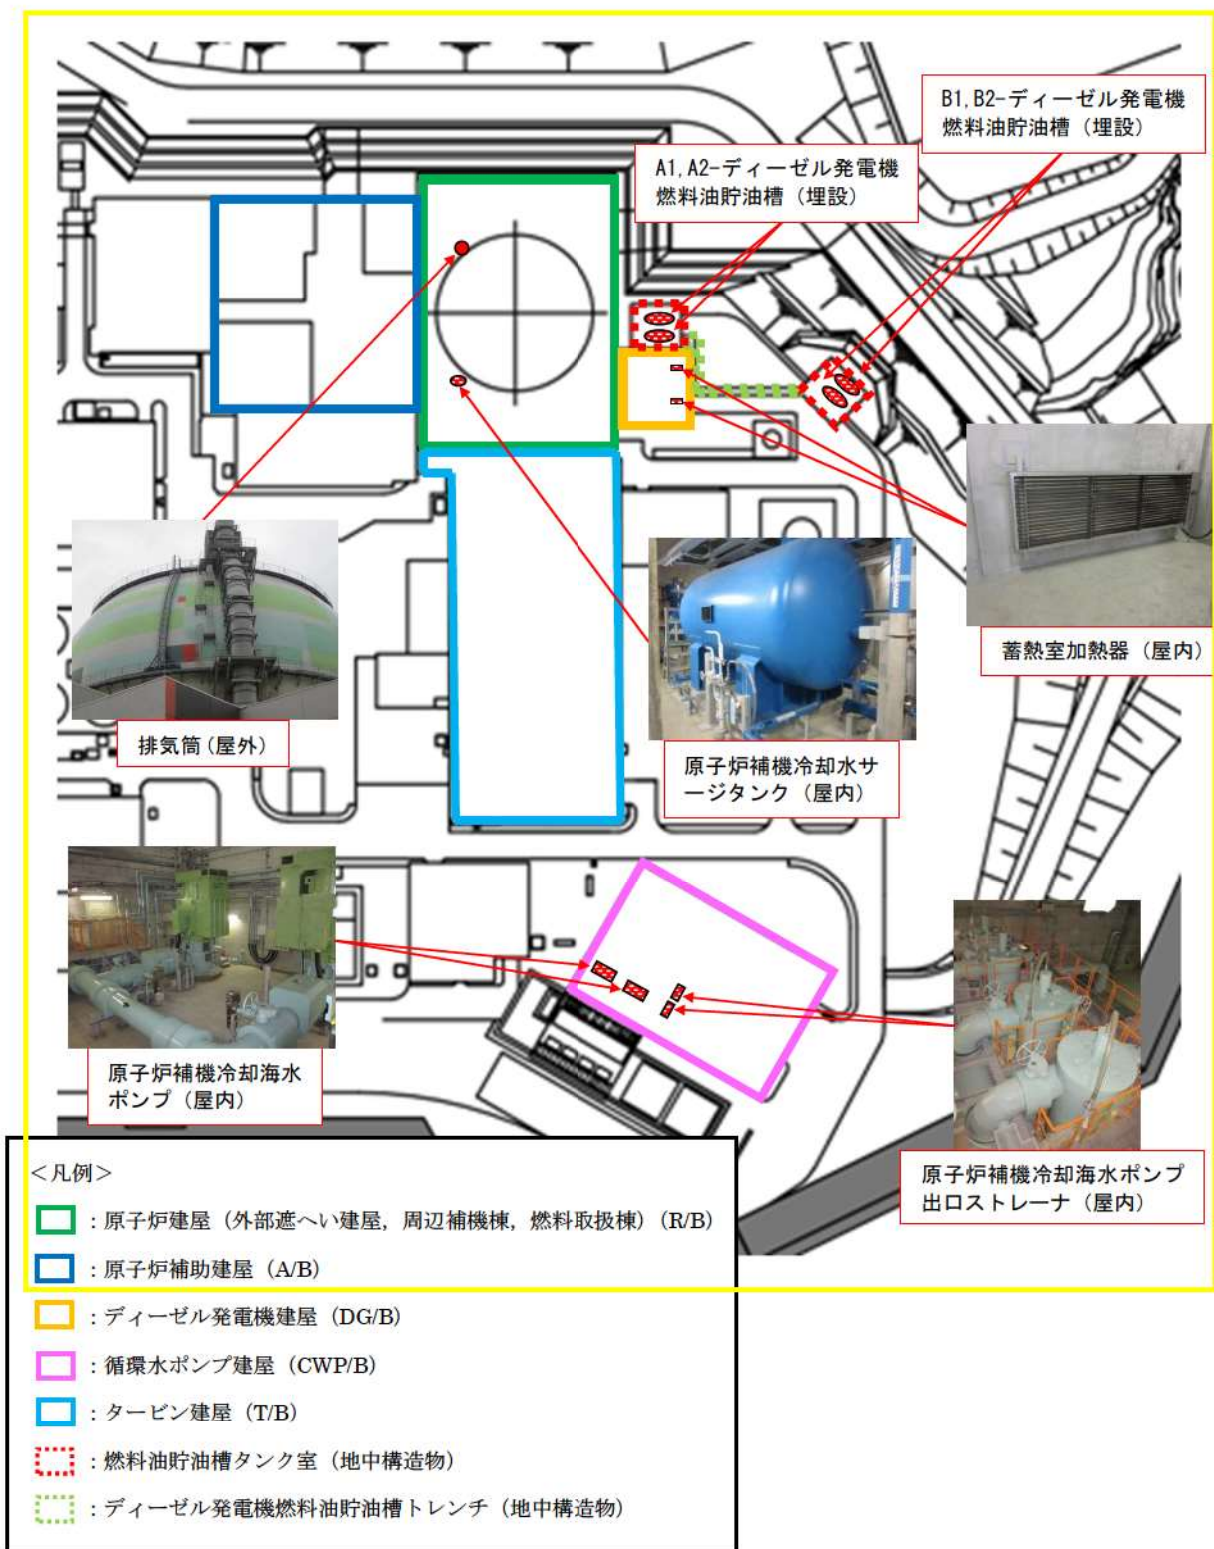 B1,B2-ディーゼル発電機
燃料油貯油槽（埋設）
A1,A2-ディーゼル発電機
燃料油貯油槽（埋設）
蓄熱室加熱器（屋内）
排気筒（屋外）
原子炉補機冷却水サ
ージタンク（屋内）
原子炉補機冷却海水
ポンプ（屋内）
原子炉補機冷却海水ポンプ
出口ストレーナ（屋内）
＜凡例＞
：原子炉建屋（外部遮へい建屋，周辺補機棟，燃料取扱棟）（R/B）
：原子炉補助建屋（A/B）
：ディーゼル発電機建屋（DG/B）
：循環水ポンプ建屋（CWP/B）
：タービン建屋（T/B）
：燃料油貯油槽タンク室（地中構造物）
：ディーゼル発電機燃料油貯油槽トレンチ（地中構造物）